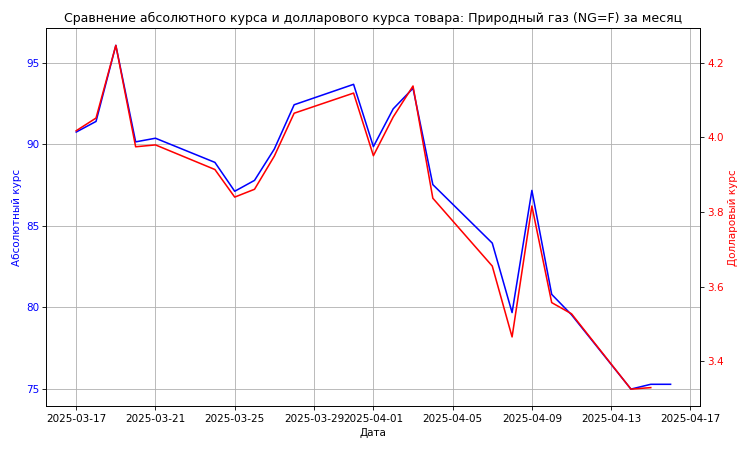 Сравнение абсолютного курса и долларового курса товара: Природный газ (NG=F) за месяц
95
90
85
80
75
Абсолютный курс
4.2
4.0
3.8
3.6
3.4
Долларовый курс
2025-03-17 2025-03-21 2025-03-25 2025-03-29 2025-04-01 2025-04-05 2025-04-09 2025-04-13 2025-04-17
Дата